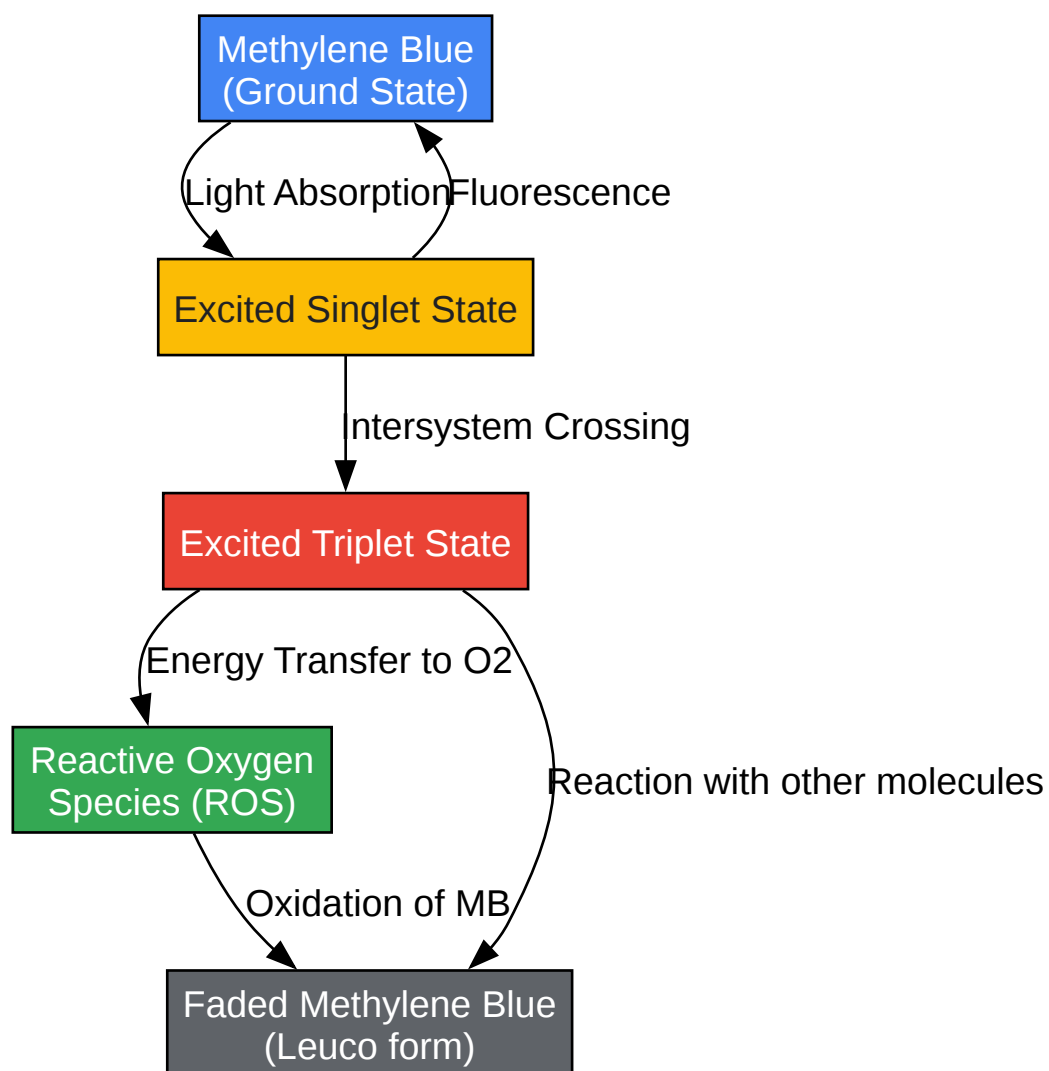 Methylene Blue
(Ground State)
Light Absorption
Fluorescence
Excited Singlet State
Intersystem Crossing
Excited Triplet State
Energy Transfer to O2
Reactive Oxygen
Species (ROS)
Reaction with other molecules
Oxidation of MB
Faded Methylene Blue
(Leuco form)